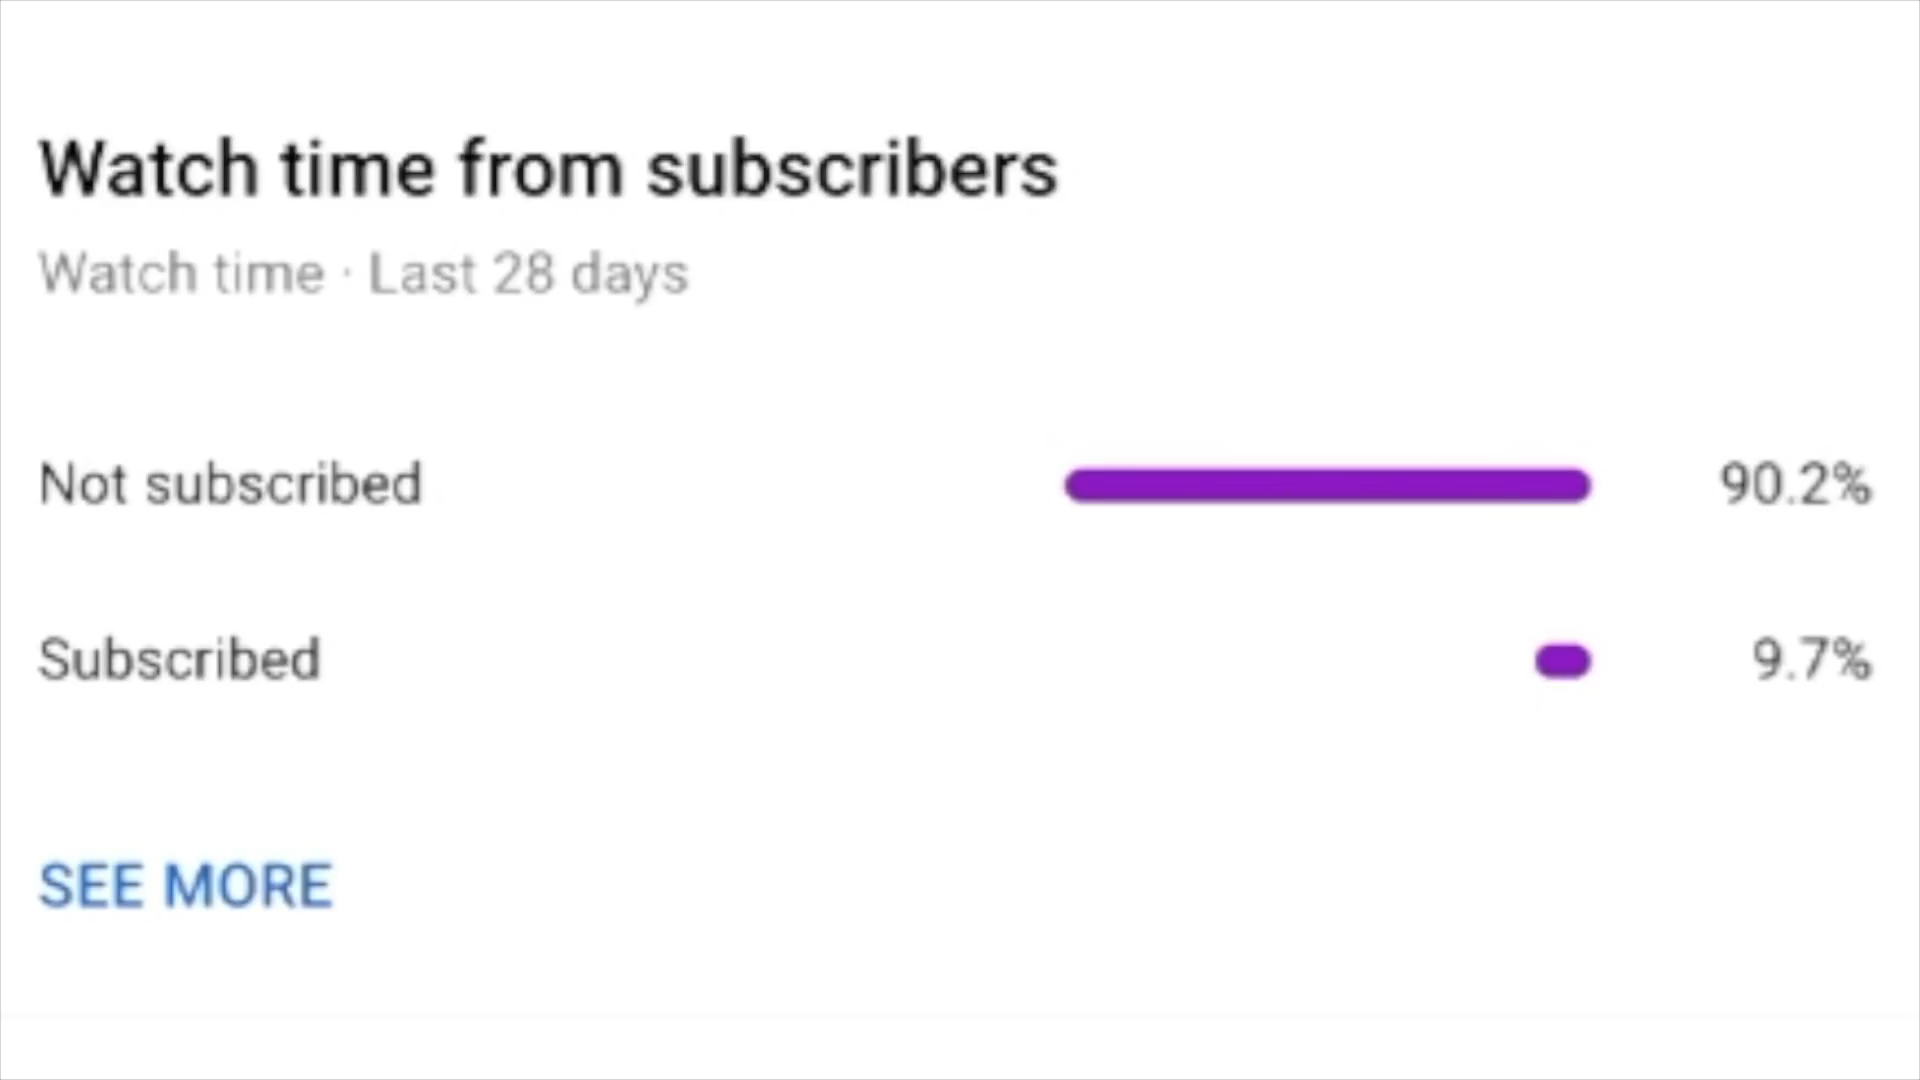 Watch time from subscribers
Watch time · Last 28 days
Not subscribed 90.2%
Subscribed 9.7%
SEE MORE